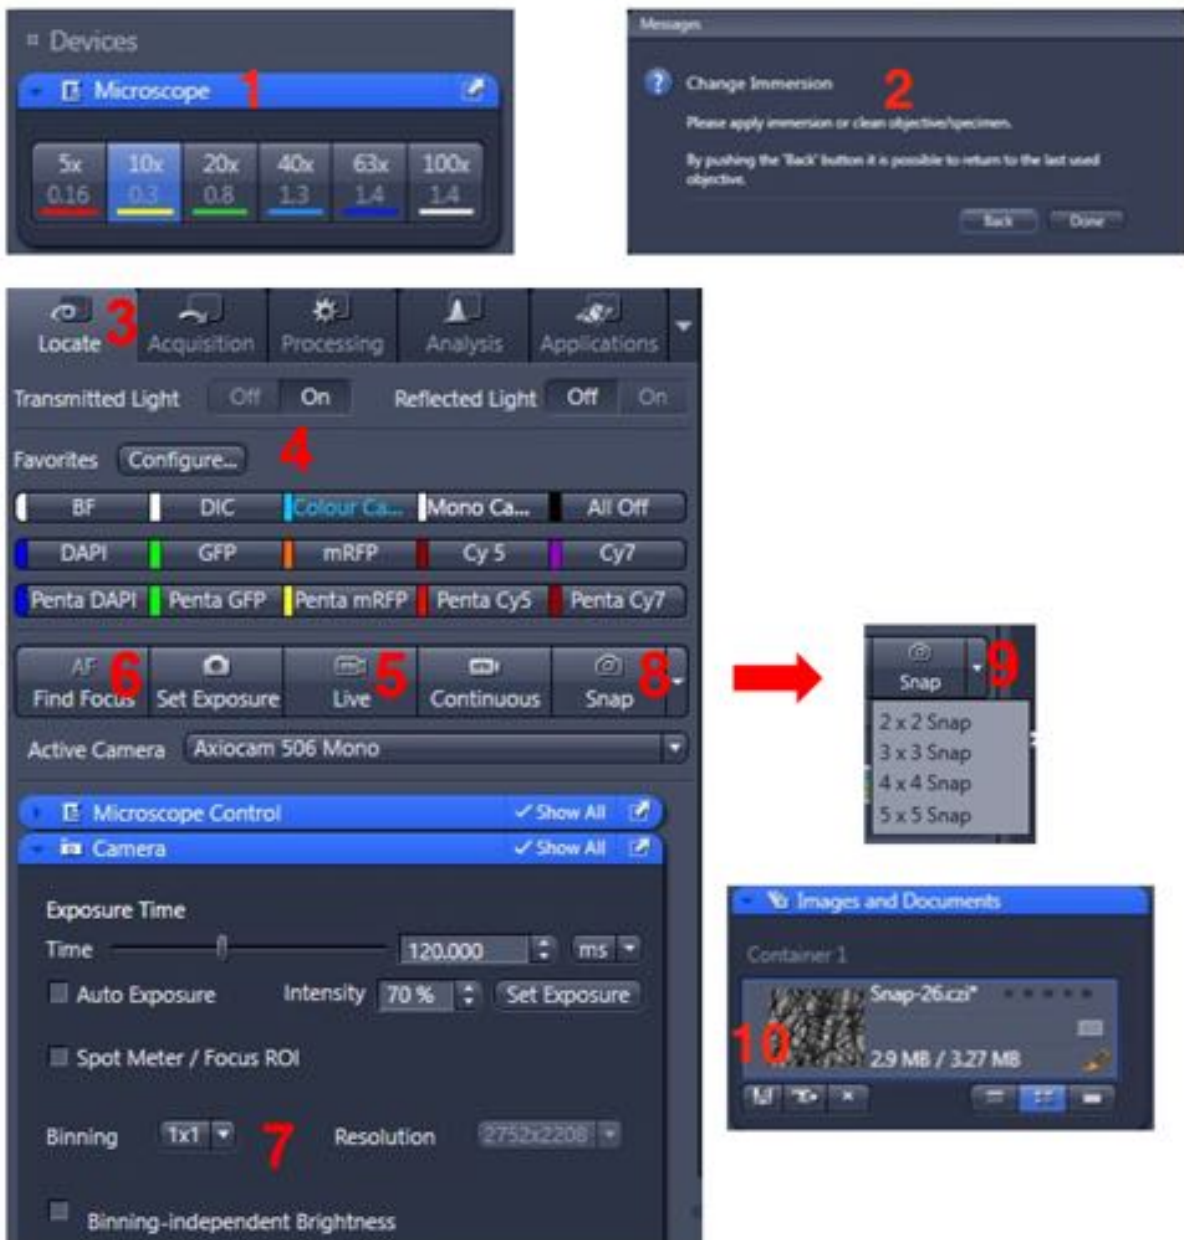 Devices
Microscope
1
5x 10x 20x 40x 63x 100x
0.16 0.3 0.8 1.3 1.4 1.4
Messages
Change Immersion
2
Please apply immersion or clean objective/specimen.
By pushing the 'Back' button it is possible to return to the last used
objective.
Back Done
3
Locate Acquisition Processing Analysis Applications
Transmitted Light Off On Reflected Light Off On
Favorites Configure... 4
BF DIC Colour Ca... Mono Ca... All Off
DAPI GFP mRFP Cy 5 Cy7
Penta DAPI Penta GFP Penta mRFP Penta Cy5 Penta Cy7
AF 6 5 8
Find Focus Set Exposure Live Continuous Snap
Active Camera Axiocam 506 Mono
Microscope Control Show All
Camera Show All
Exposure Time
Time 120.000 ms
Auto Exposure Intensity 70 % Set Exposure
Spot Meter / Focus ROI
Binning 1x1 7 Resolution 2752x2208
Binning-independent Brightness
Snap 9
2 x 2 Snap
3 x 3 Snap
4 x 4 Snap
5 x 5 Snap
Images and Documents
Container 1
Snap-26.czi*
10
2.9 MB / 3.27 MB